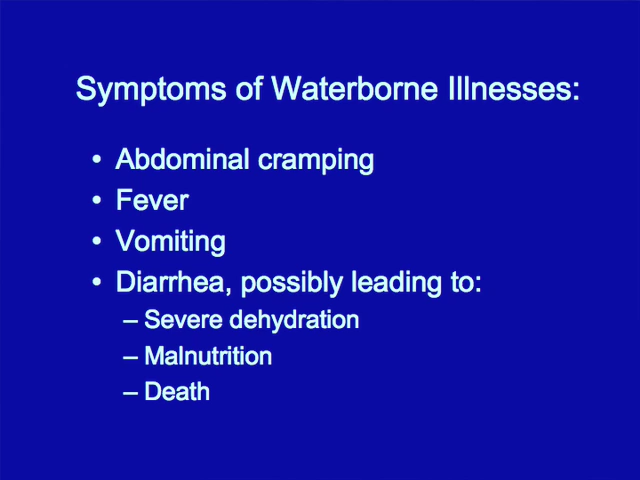 Symptoms of Waterborne Illnesses:
• Abdominal cramping
• Fever
• Vomiting
• Diarrhea, possibly leading to:
– Severe dehydration
– Malnutrition
– Death